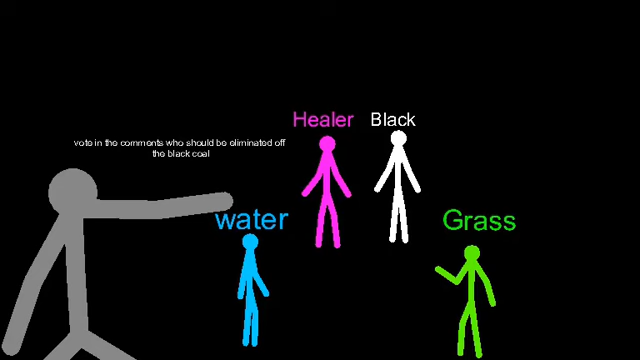 Healer Black
vote in the comments who should be eliminated off
the black coal
water Grass